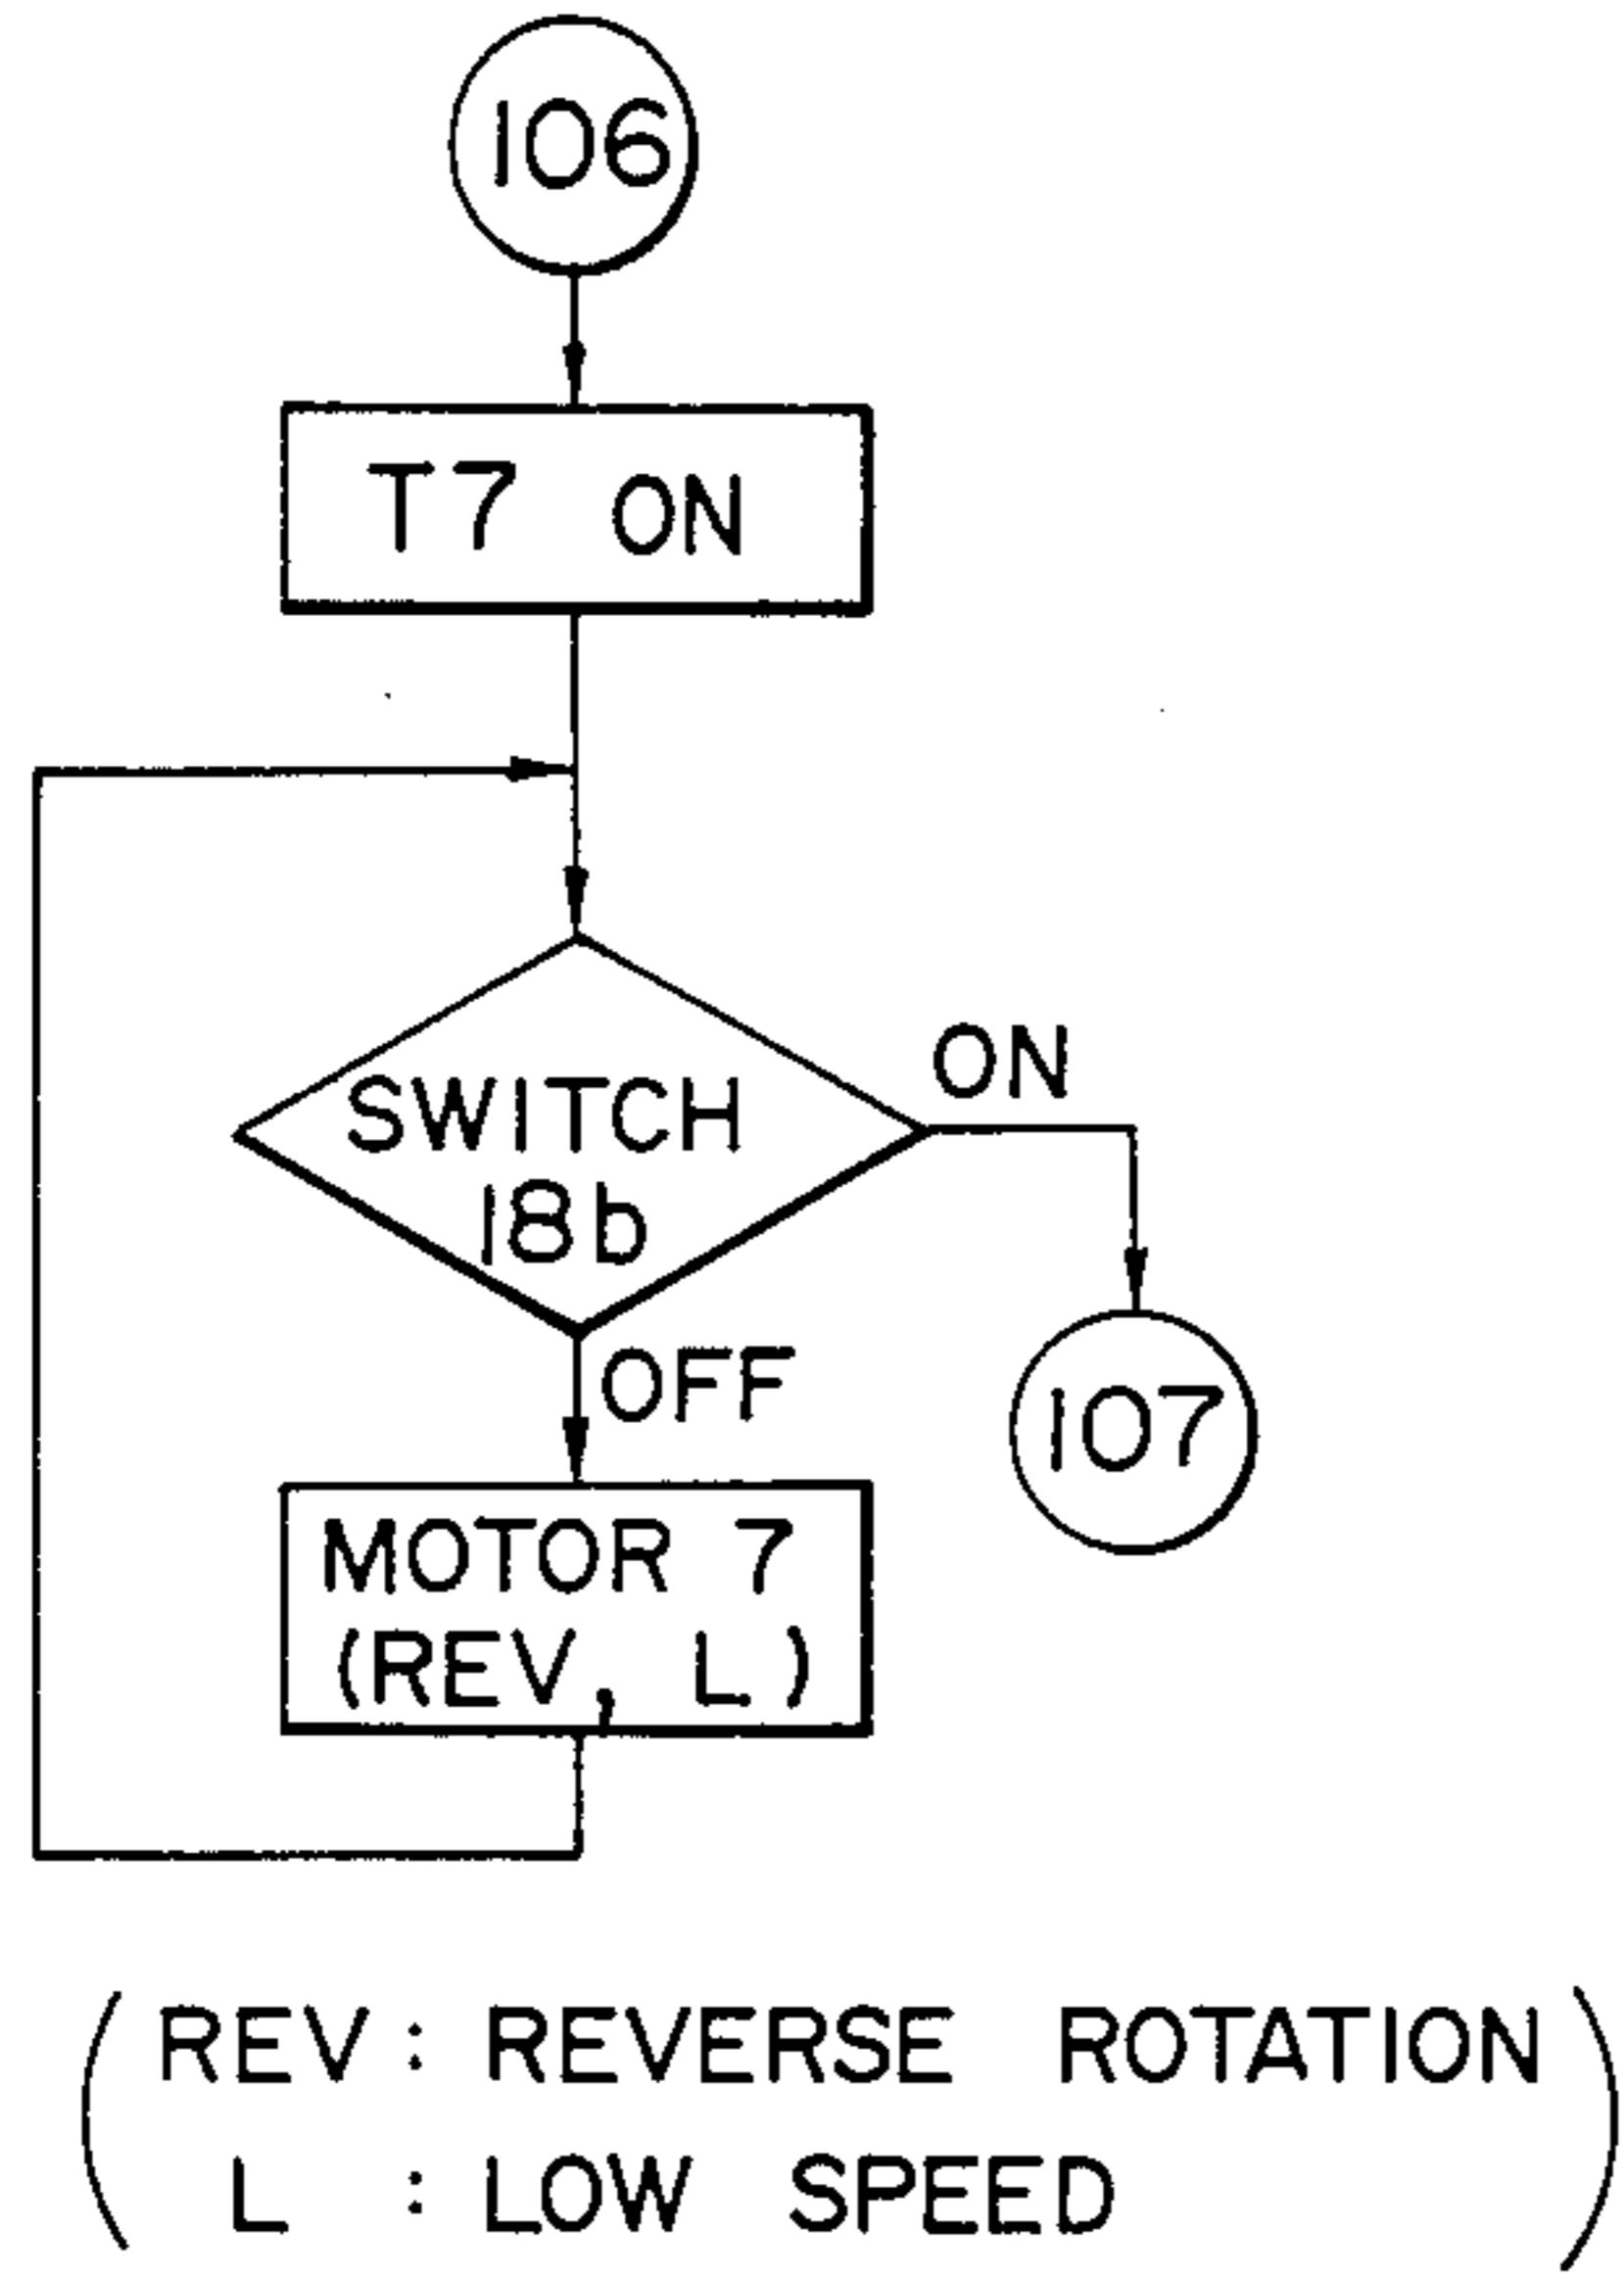 106
T7 ON
SWITCH
18b
ON
OFF
107
MOTOR 7
(REV, L)
(REV: REVERSE ROTATION
L : LOW SPEED)